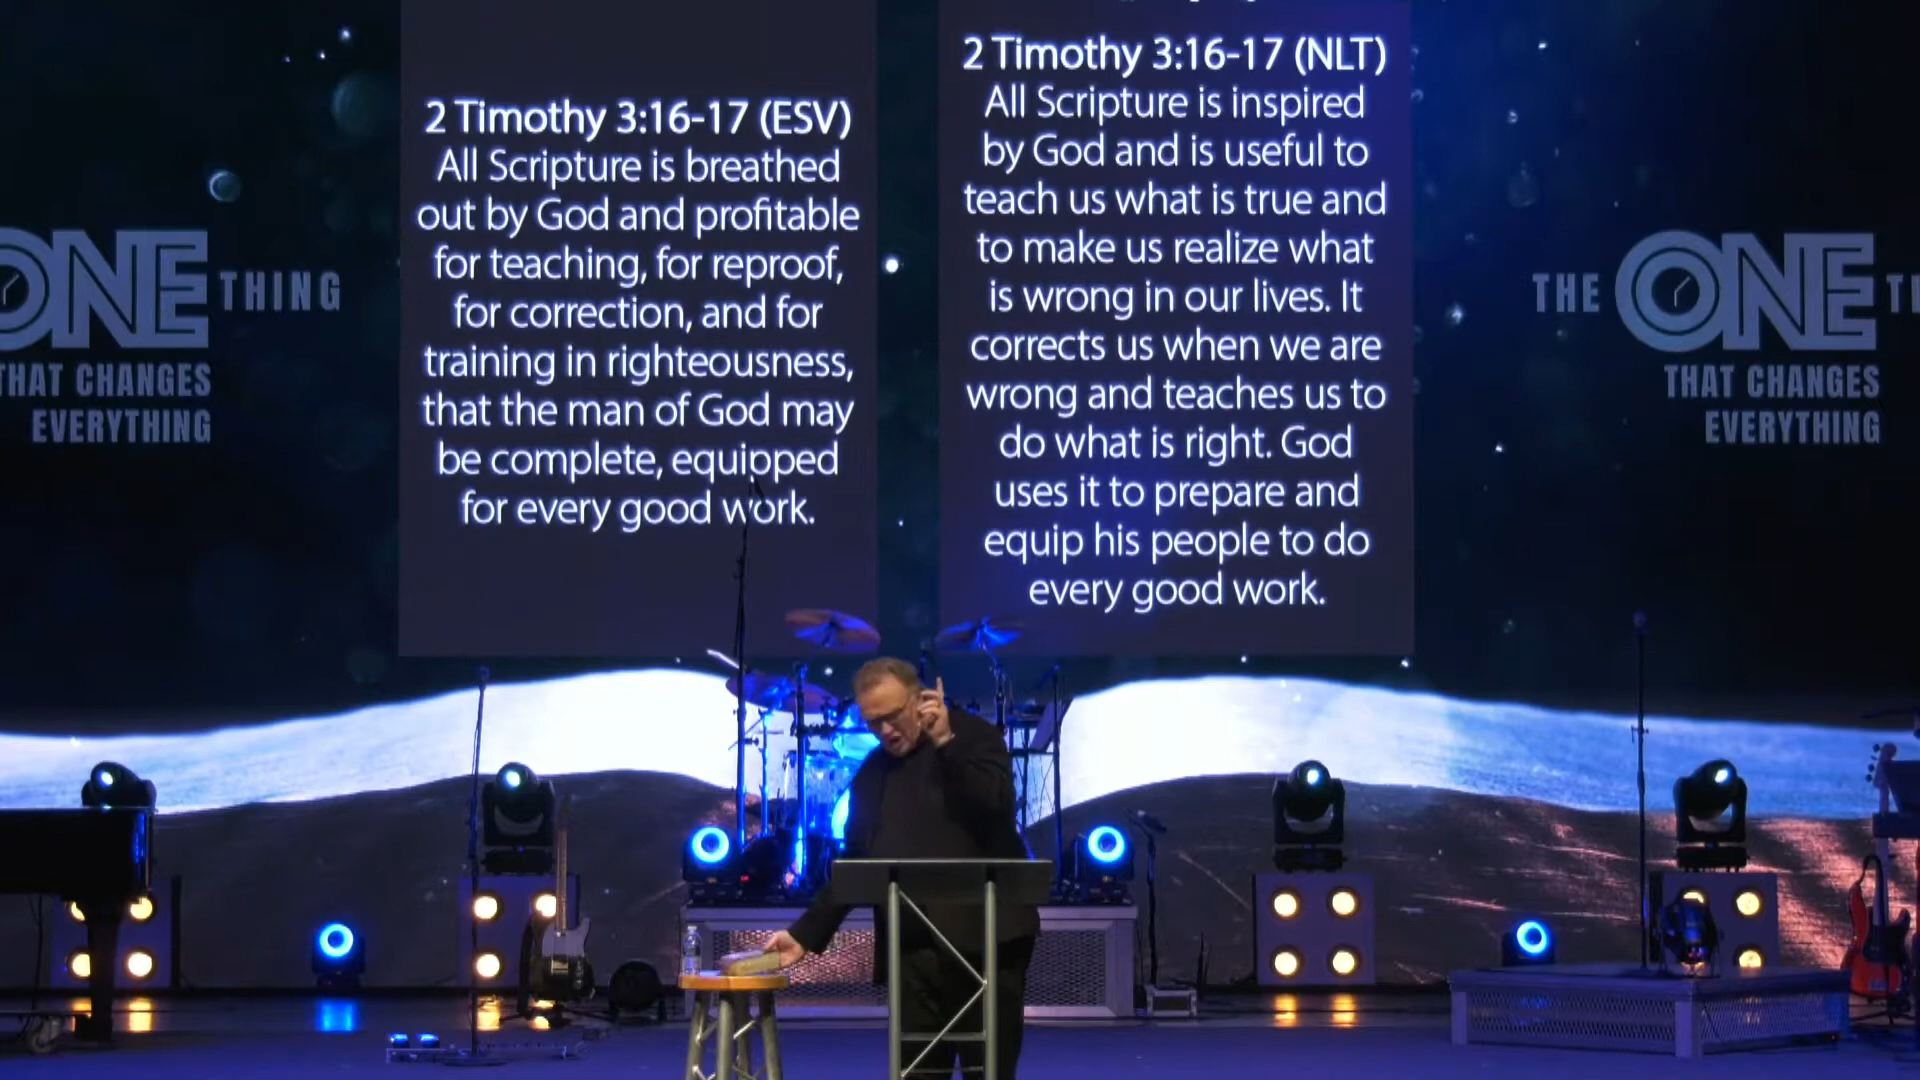 ONE THING
THAT CHANGES
EVERYTHING
2 Timothy 3:16-17 (ESV)
All Scripture is breathed
out by God and profitable
for teaching, for reproof,
for correction, and for
training in righteousness,
that the man of God may
be complete, equipped
for every good work.
2 Timothy 3:16-17 (NLT)
All Scripture is inspired
by God and is useful to
teach us what is true and
to make us realize what
is wrong in our lives. It
corrects us when we are
wrong and teaches us to
do what is right. God
uses it to prepare and
equip his people to do
every good work.
THE ONE
THAT CHANGES
EVERYTHING